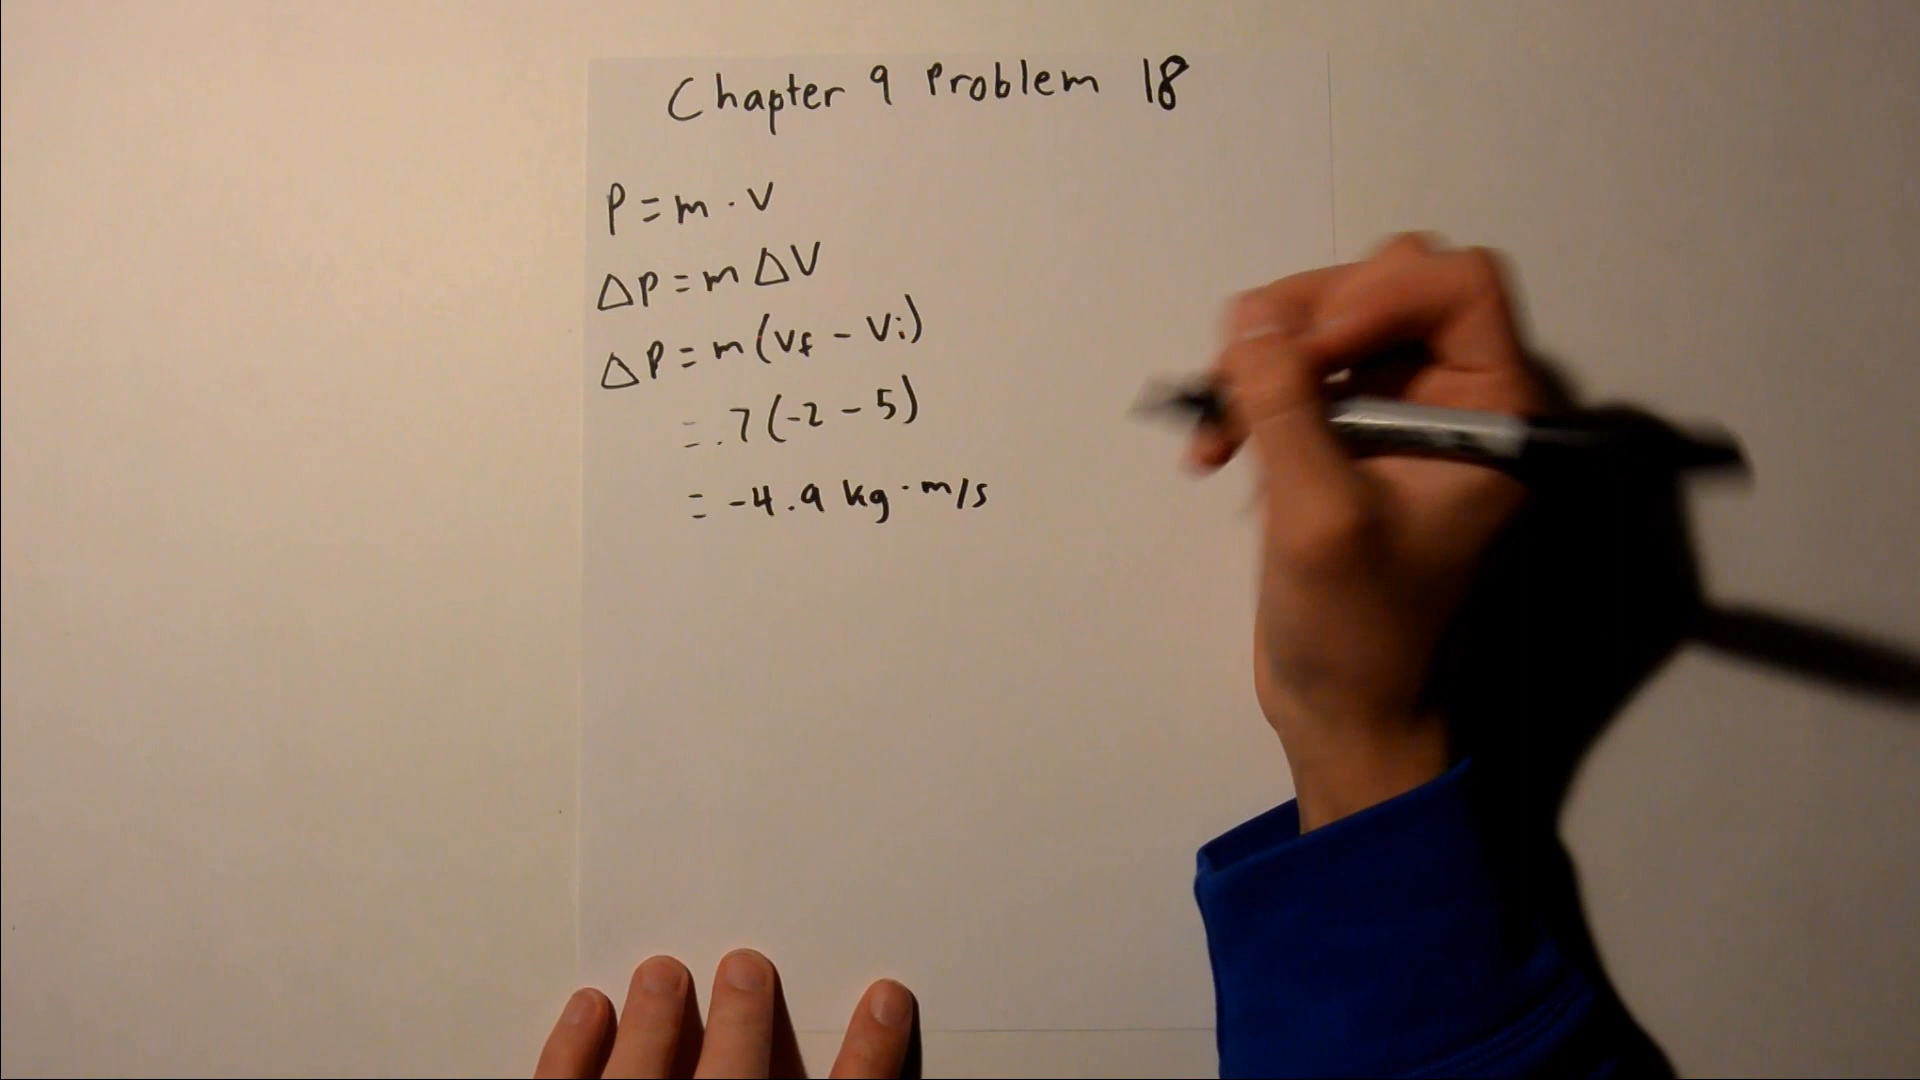 Chapter 9 Problem 18
P = m · v
ΔP = m ΔV
ΔP = m (Vf - Vi)
= .7 (-2 - 5)
= -4.9 kg · m/s